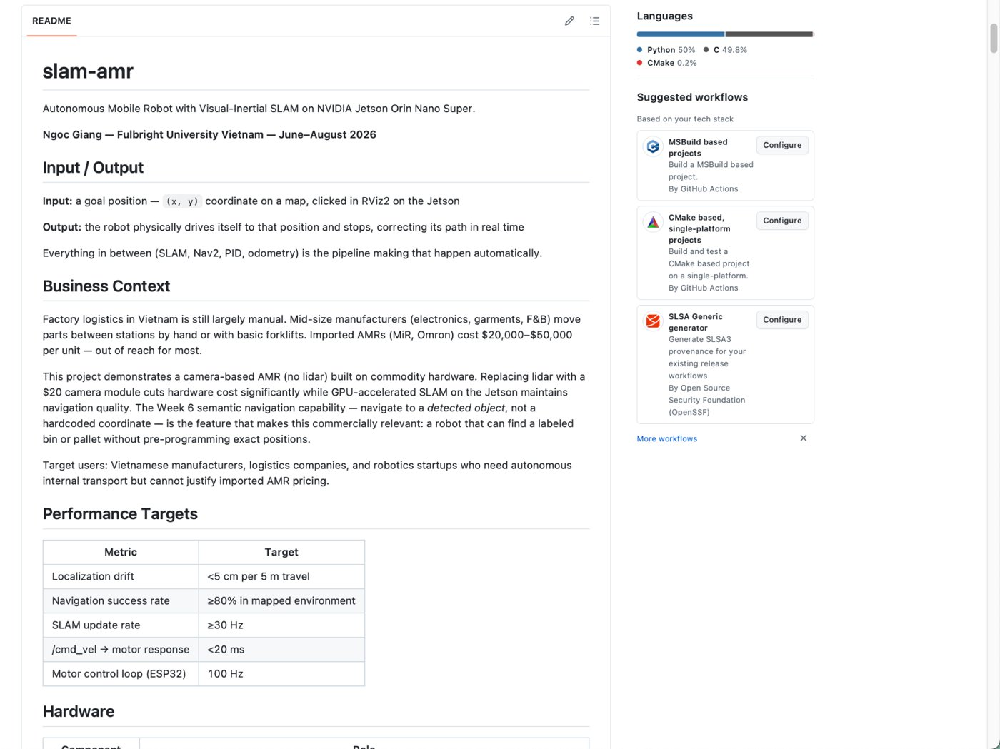 README
slam-amr
Autonomous Mobile Robot with Visual-Inertial SLAM on NVIDIA Jetson Orin Nano Super.
Ngoc Giang — Fulbright University Vietnam — June–August 2026
Input / Output
Input: a goal position — (x, y) coordinate on a map, clicked in RViz2 on the Jetson
Output: the robot physically drives itself to that position and stops, correcting its path in real time
Everything in between (SLAM, Nav2, PID, odometry) is the pipeline making that happen automatically.
Business Context
Factory logistics in Vietnam is still largely manual. Mid-size manufacturers (electronics, garments, F&B) move
parts between stations by hand or with basic forklifts. Imported AMRs (MiR, Omron) cost $20,000–$50,000
per unit — out of reach for most.
This project demonstrates a camera-based AMR (no lidar) built on commodity hardware. Replacing lidar with a
$20 camera module cuts hardware cost significantly while GPU-accelerated SLAM on the Jetson maintains
navigation quality. The Week 6 semantic navigation capability — navigate to a detected object, not a
hardcoded coordinate — is the feature that makes this commercially relevant: a robot that can find a labeled
bin or pallet without pre-programming exact positions.
Target users: Vietnamese manufacturers, logistics companies, and robotics startups who need autonomous
internal transport but cannot justify imported AMR pricing.
Performance Targets
Metric Target
Localization drift <5 cm per 5 m travel
Navigation success rate ≥80% in mapped environment
SLAM update rate ≥30 Hz
/cmd_vel → motor response <20 ms
Motor control loop (ESP32) 100 Hz
Hardware
Component Role
Languages
Python 50% C 49.8%
CMake 0.2%
Suggested workflows
Based on your tech stack
MSBuild based
projects
Configure
Build a MSBuild based
project.
By GitHub Actions
CMake based,
single-platform
projects
Configure
Build and test a
CMake based project
on a single-platform.
By GitHub Actions
SLSA Generic
generator
Configure
Generate SLSA3
provenance for your
existing release
workflows
By Open Source
Security Foundation
(OpenSSF)
More workflows